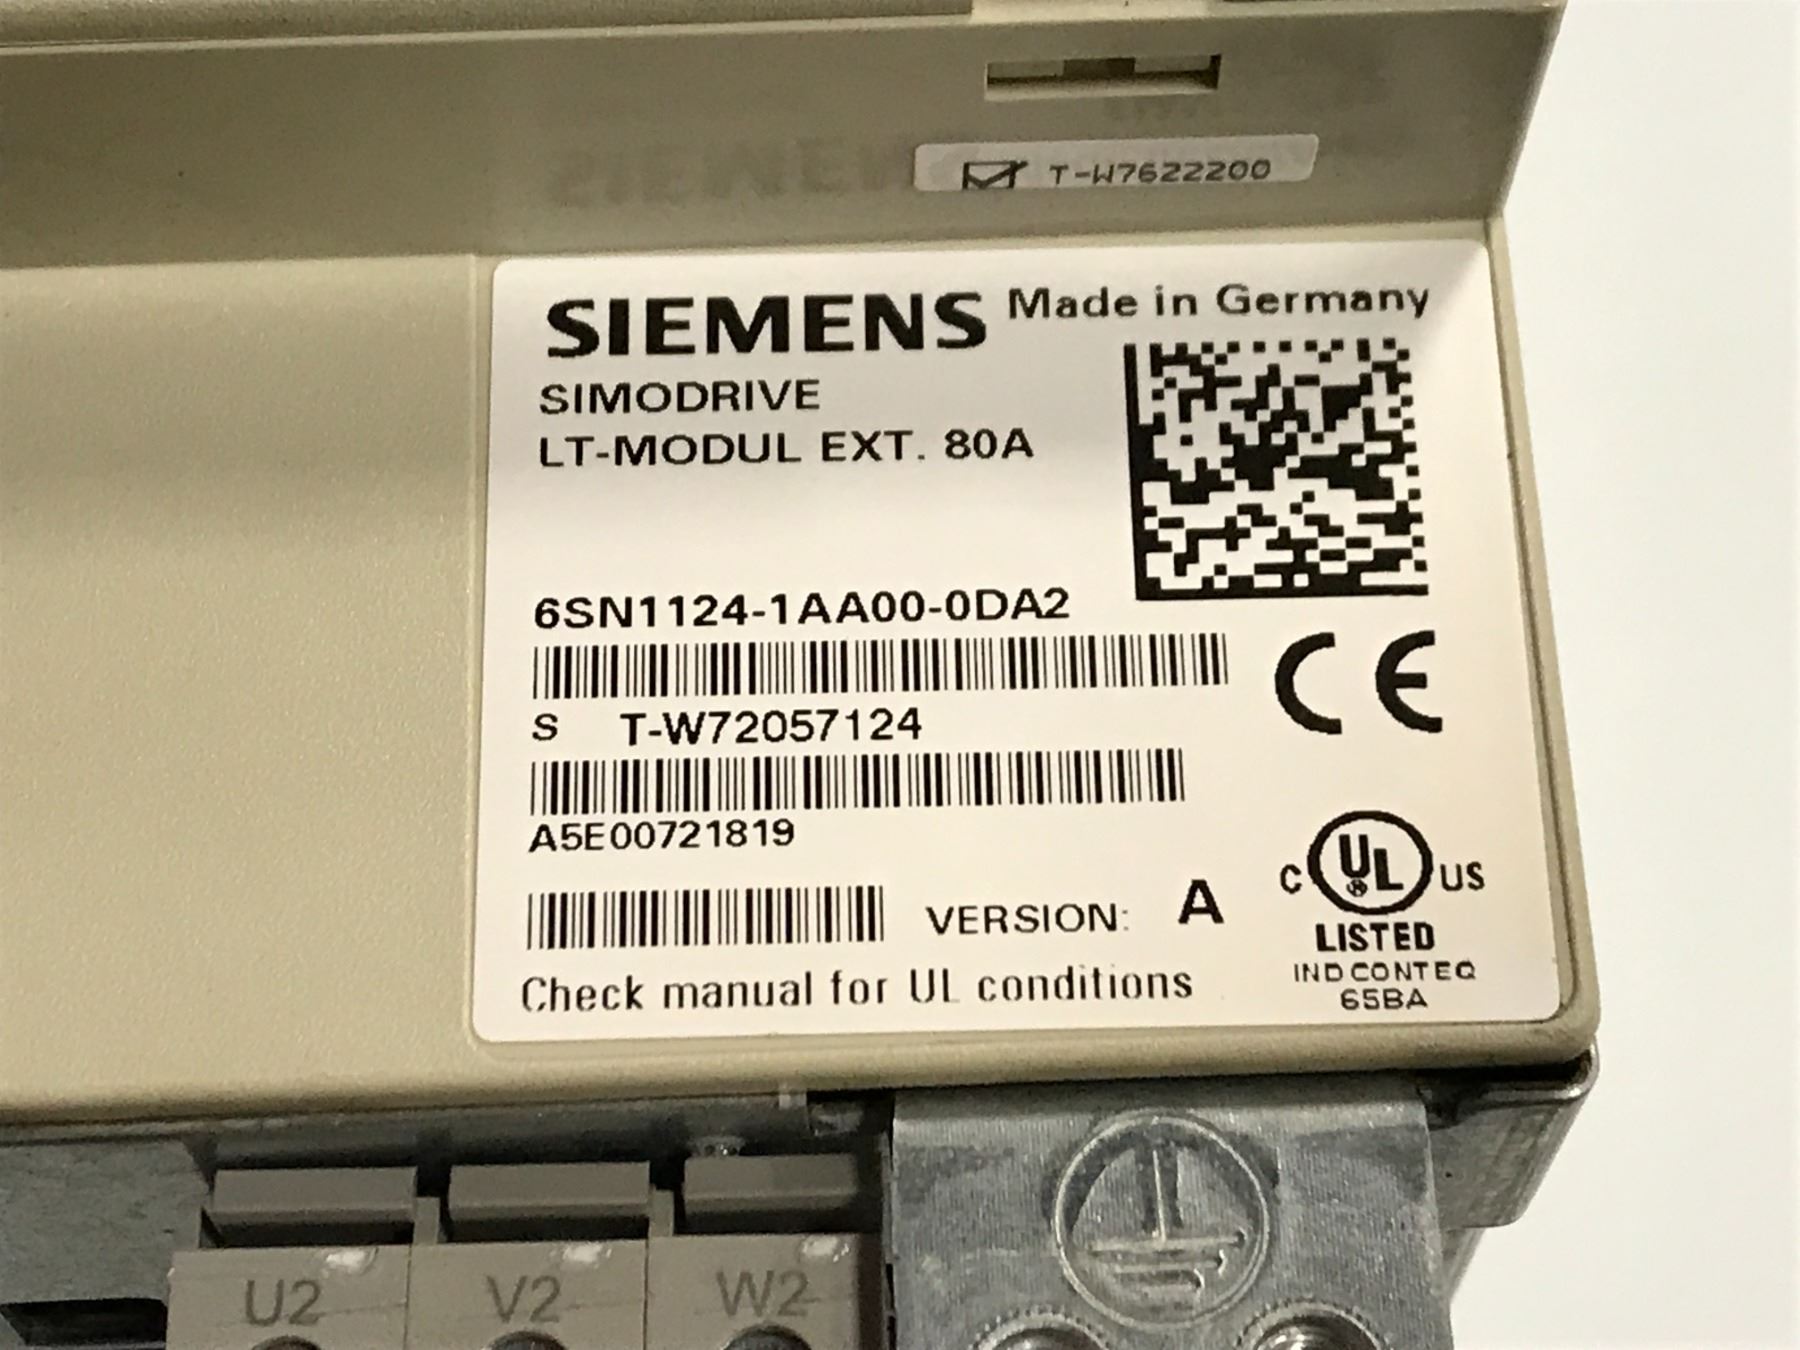 T-W7622200
SIEMENS Made in Germany
SIMODRIVE
LT-MODUL EXT. 80A
6SN1124-1AA00-0DA2
S T-W72057124
A5E00721819
VERSION: A
C UL US
LISTED
IND CONT EQ
65BA
Check manual for UL conditions
CE
U2 V2 W2